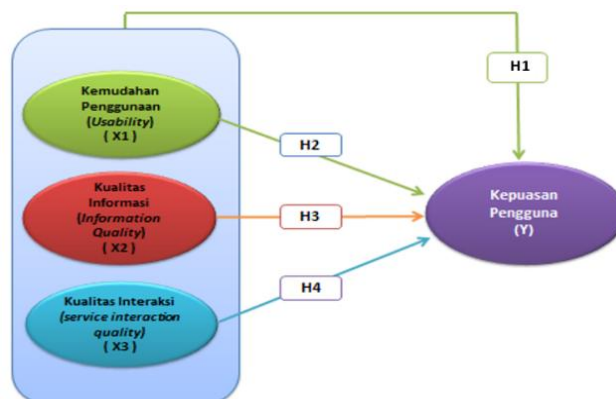 H1
Kemudahan
Penggunaan
(Usability)
( X1 )
H2
Kualitas
Informasi
(Information
Quality)
( X2 )
H3
Kepuasan
Pengguna
(Y)
Kualitas Interaksi
(service interaction
quality)
( X3 )
H4